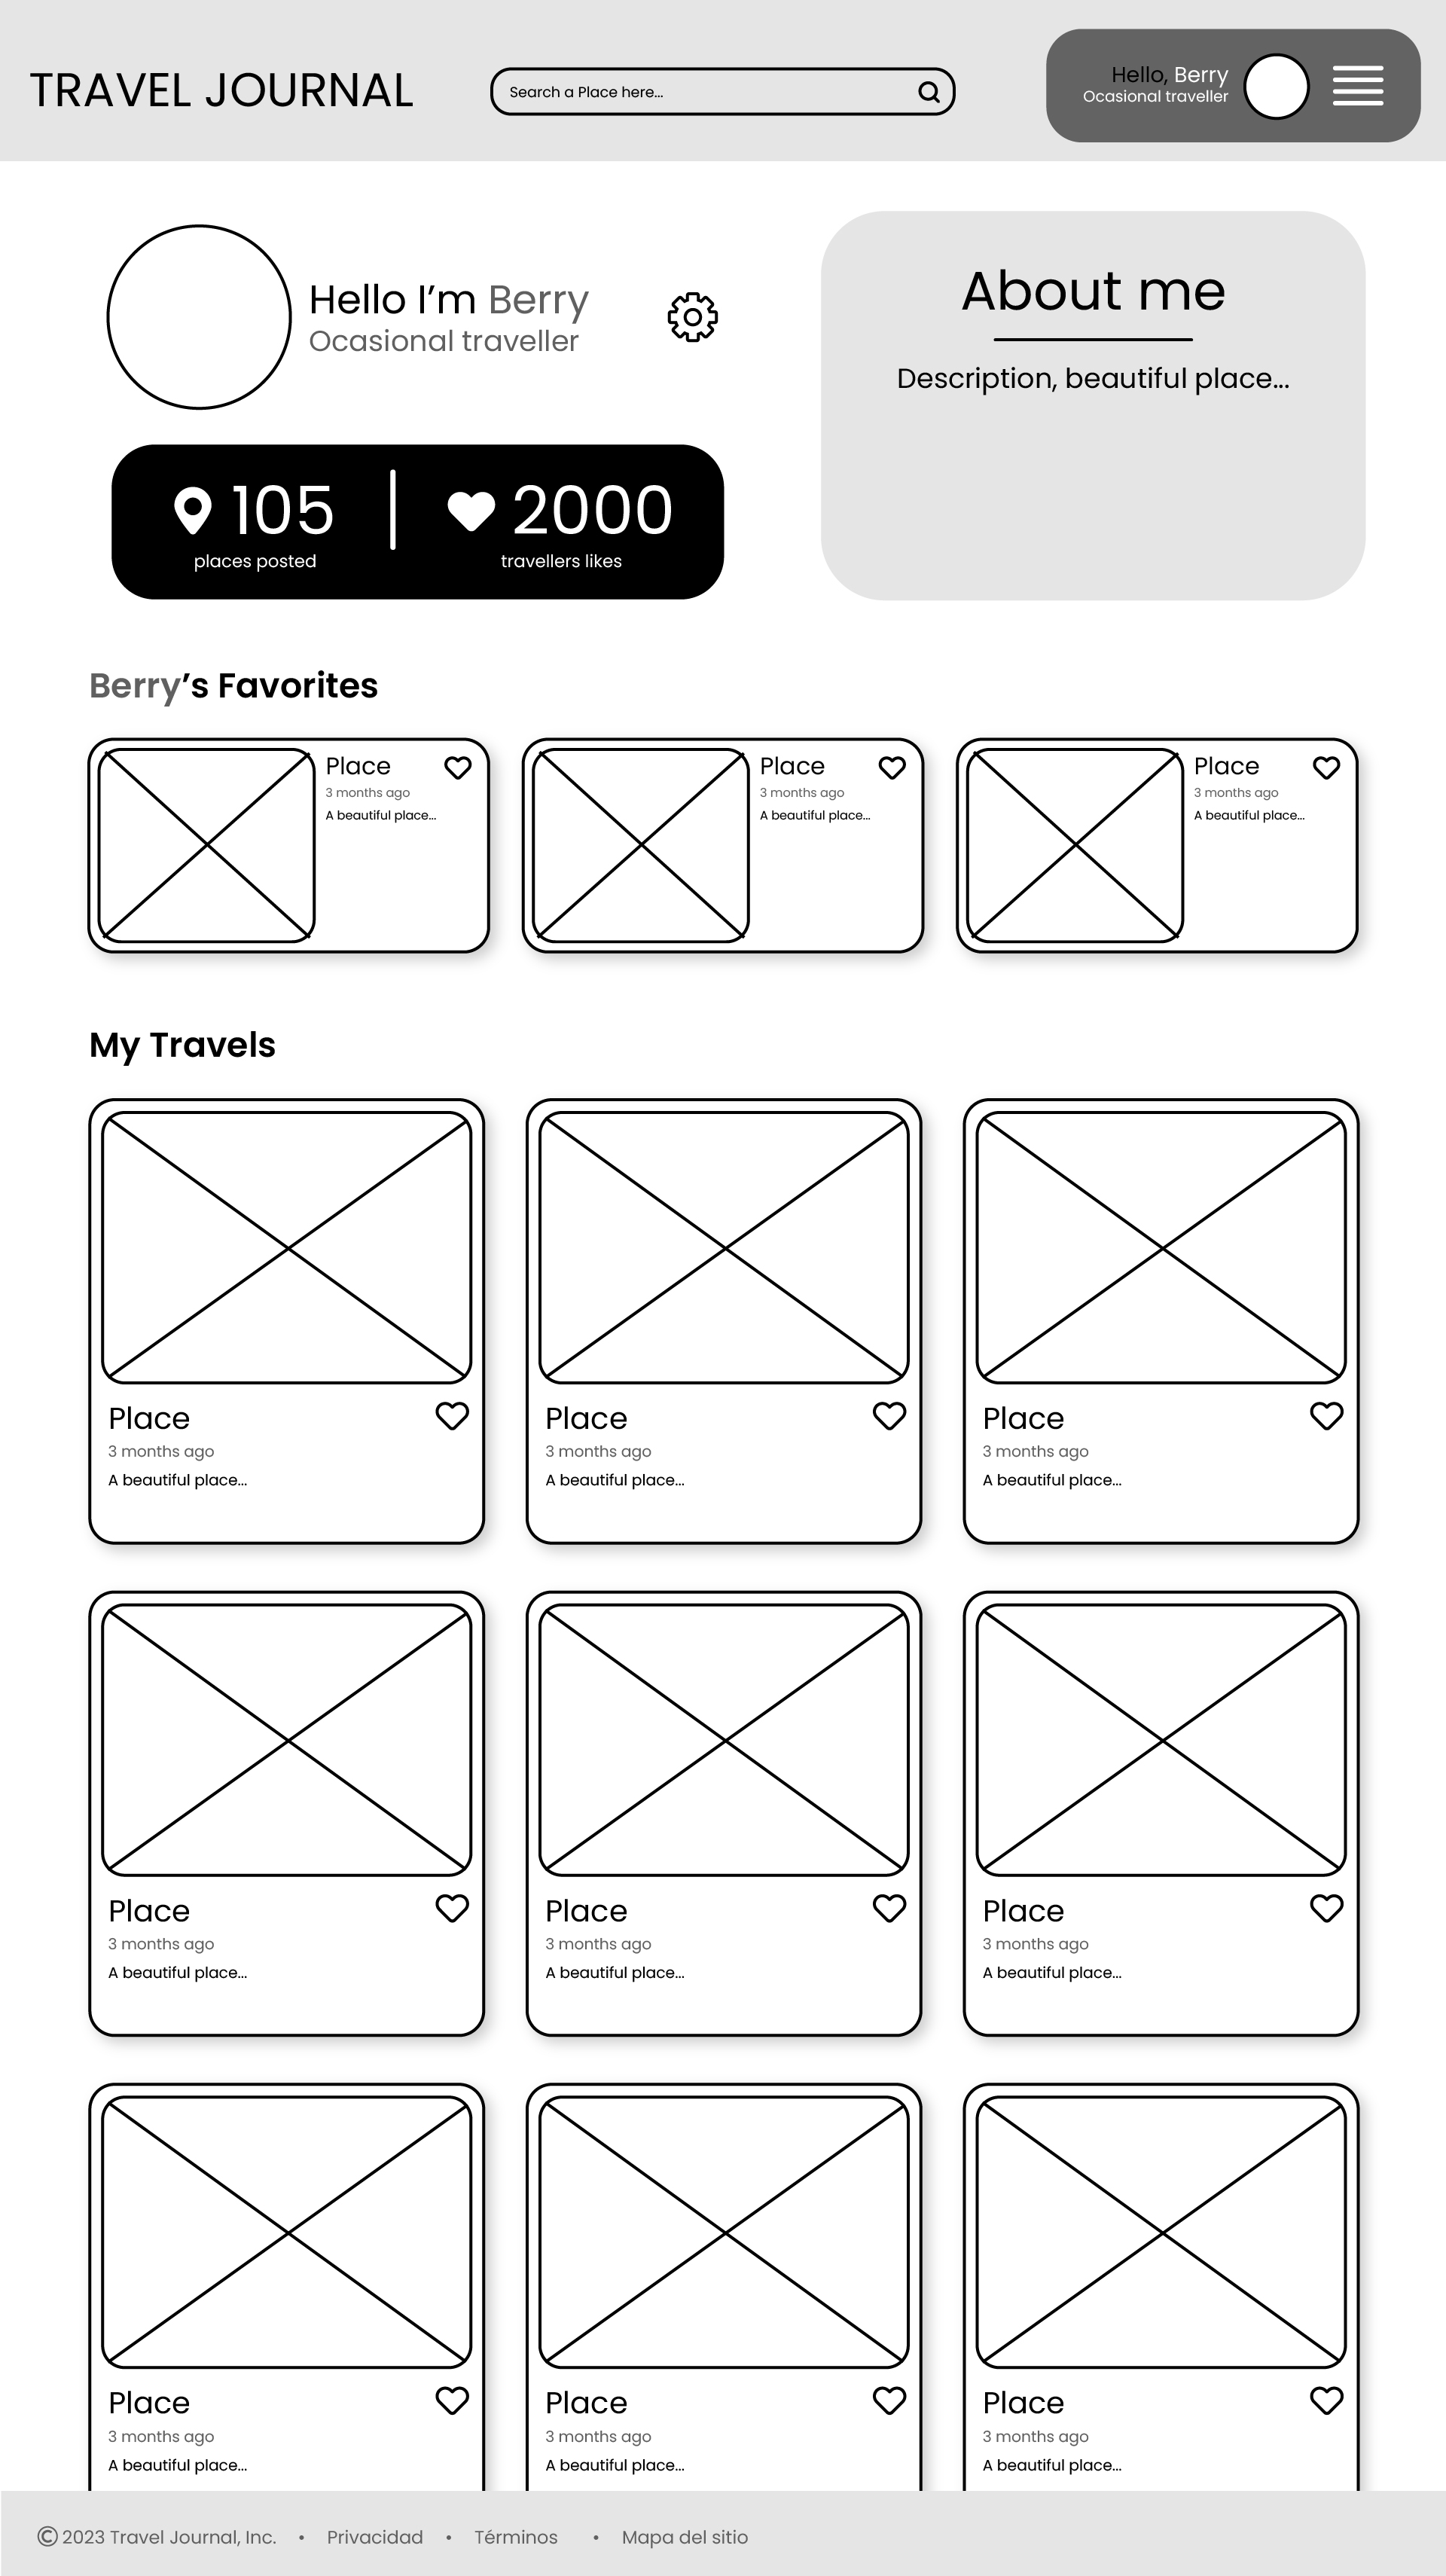 TRAVEL JOURNAL
Search a Place here...
Hello, Berry
Ocasional traveller
Hello I’m Berry
Ocasional traveller
105
places posted
2000
travellers likes
About me
Description, beautiful place...
Berry’s Favorites
Place
3 months ago
A beautiful place...
Place
3 months ago
A beautiful place...
Place
3 months ago
A beautiful place...
My Travels
Place
3 months ago
A beautiful place...
Place
3 months ago
A beautiful place...
Place
3 months ago
A beautiful place...
Place
3 months ago
A beautiful place...
Place
3 months ago
A beautiful place...
Place
3 months ago
A beautiful place...
Place
3 months ago
A beautiful place...
Place
3 months ago
A beautiful place...
Place
3 months ago
A beautiful place...
© 2023 Travel Journal, Inc. • Privacidad • Términos • Mapa del sitio